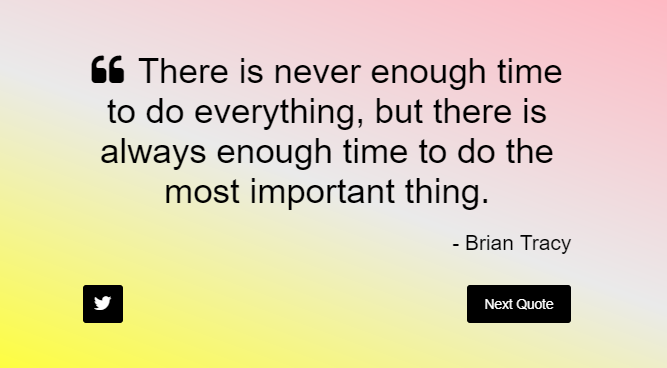 “ There is never enough time
to do everything, but there is
always enough time to do the
most important thing.
- Brian Tracy
Next Quote